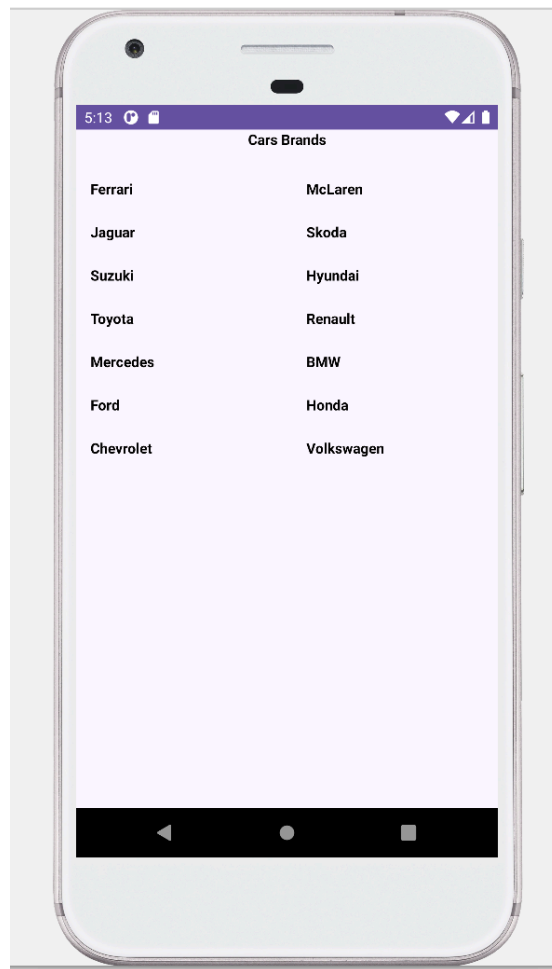 5:13
Cars Brands
Ferrari McLaren
Jaguar Skoda
Suzuki Hyundai
Toyota Renault
Mercedes BMW
Ford Honda
Chevrolet Volkswagen